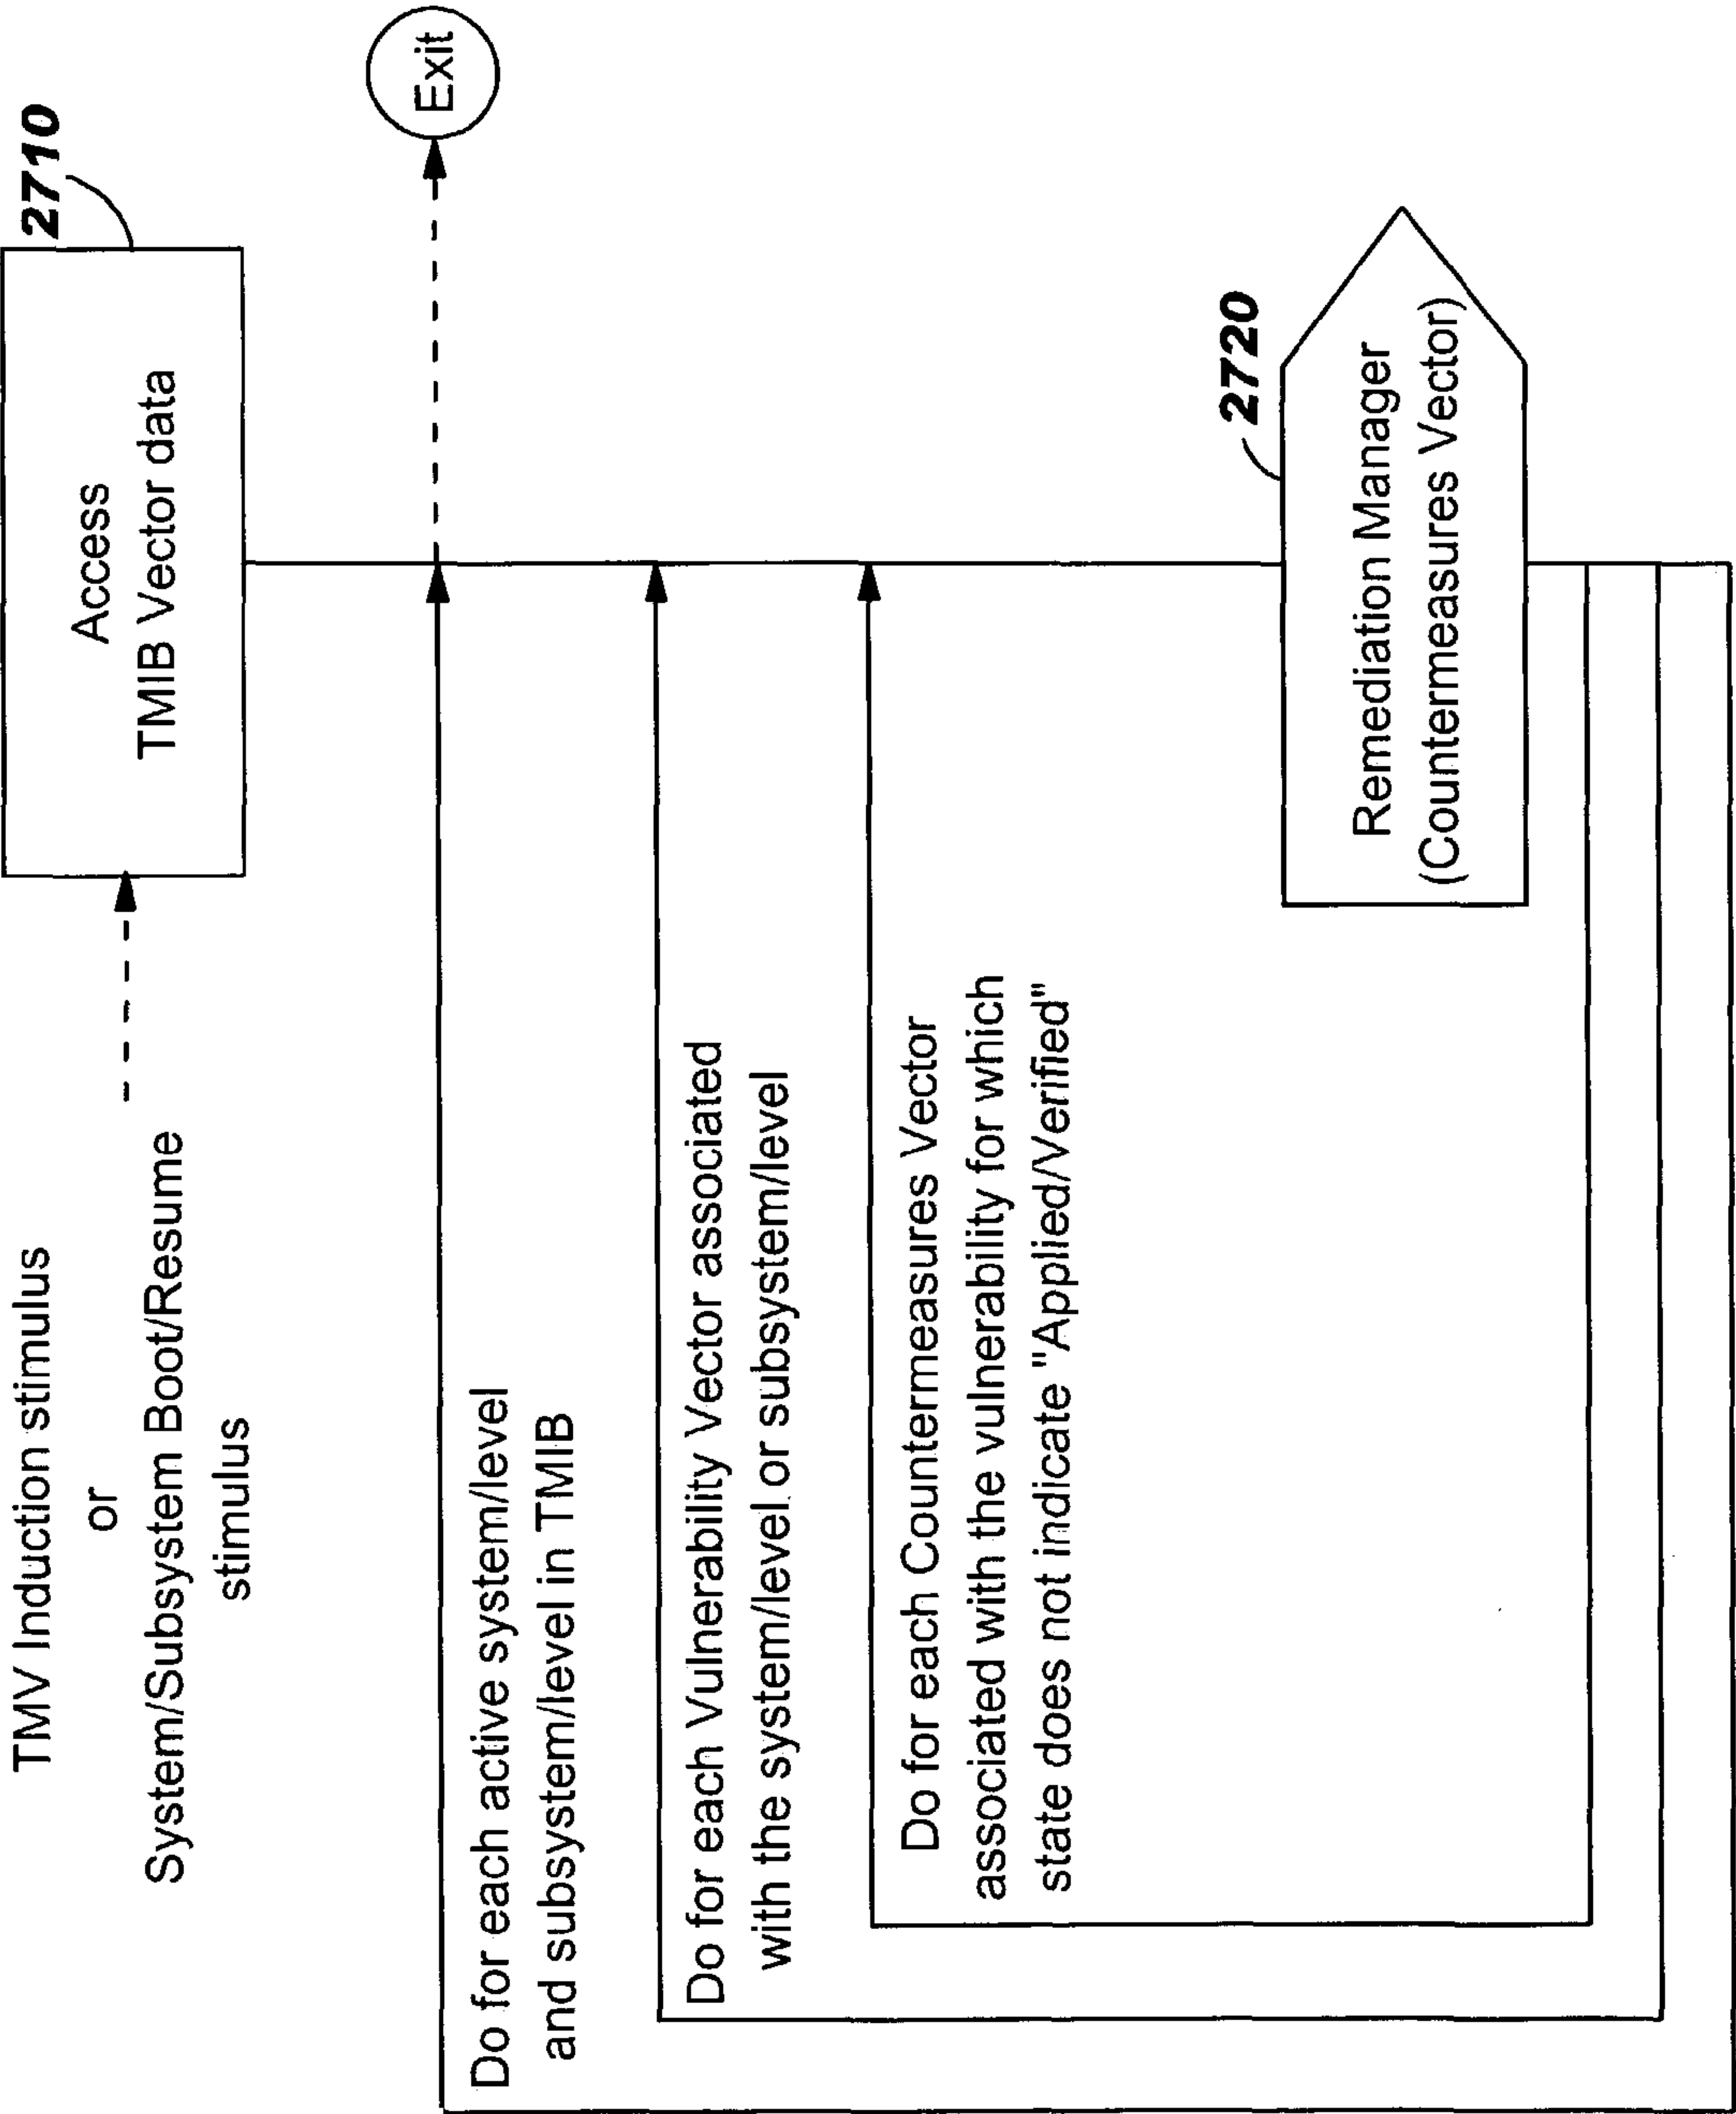 TMV Induction stimulus
or
System/Subsystem Boot/Resume
stimulus
2710
Access
TMIB Vector data
Exit
Do for each active system/level
and subsystem/level in TMIB
Do for each Vulnerability Vector associated
with the system/level or subsystem/level
Do for each Countermeasures Vector
associated with the vulnerability for which
state does not indicate "Applied/Verified"
2720
Remediation Manager
(Countermeasures Vector)